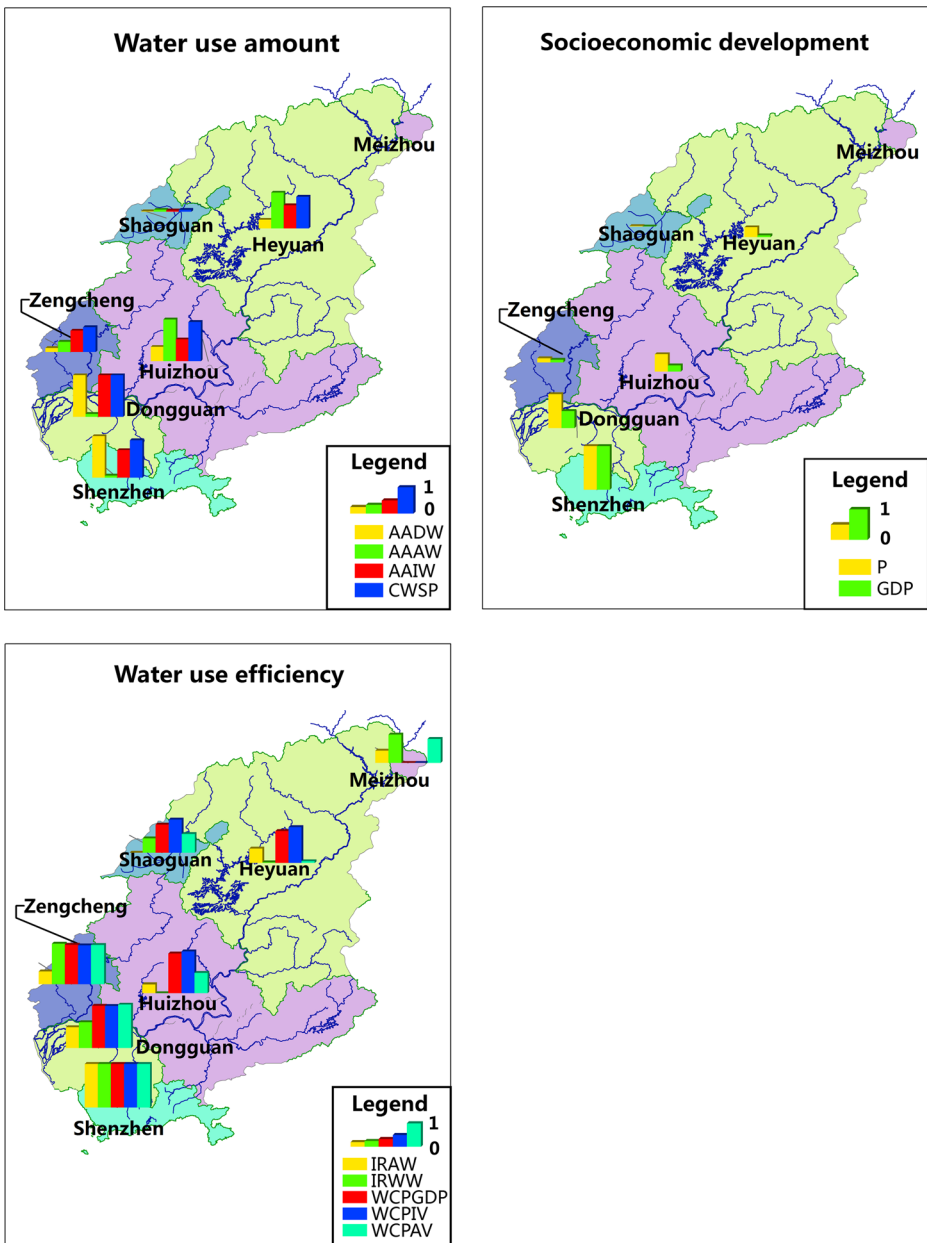 Water use amount
Meizhou
Shaoguan
Heyuan
Zengcheng
Huizhou
Dongguan
Shenzhen
Legend
1
0
AADW
AAAW
AAIW
CWSP
Socioeconomic development
Meizhou
Shaoguan
Heyuan
Zengcheng
Huizhou
Dongguan
Shenzhen
Legend
1
0
P
GDP
Water use efficiency
Meizhou
Shaoguan
Heyuan
Zengcheng
Huizhou
Dongguan
Shenzhen
Legend
1
0
IRAW
IRWW
WCPGDP
WCPIV
WCPAV